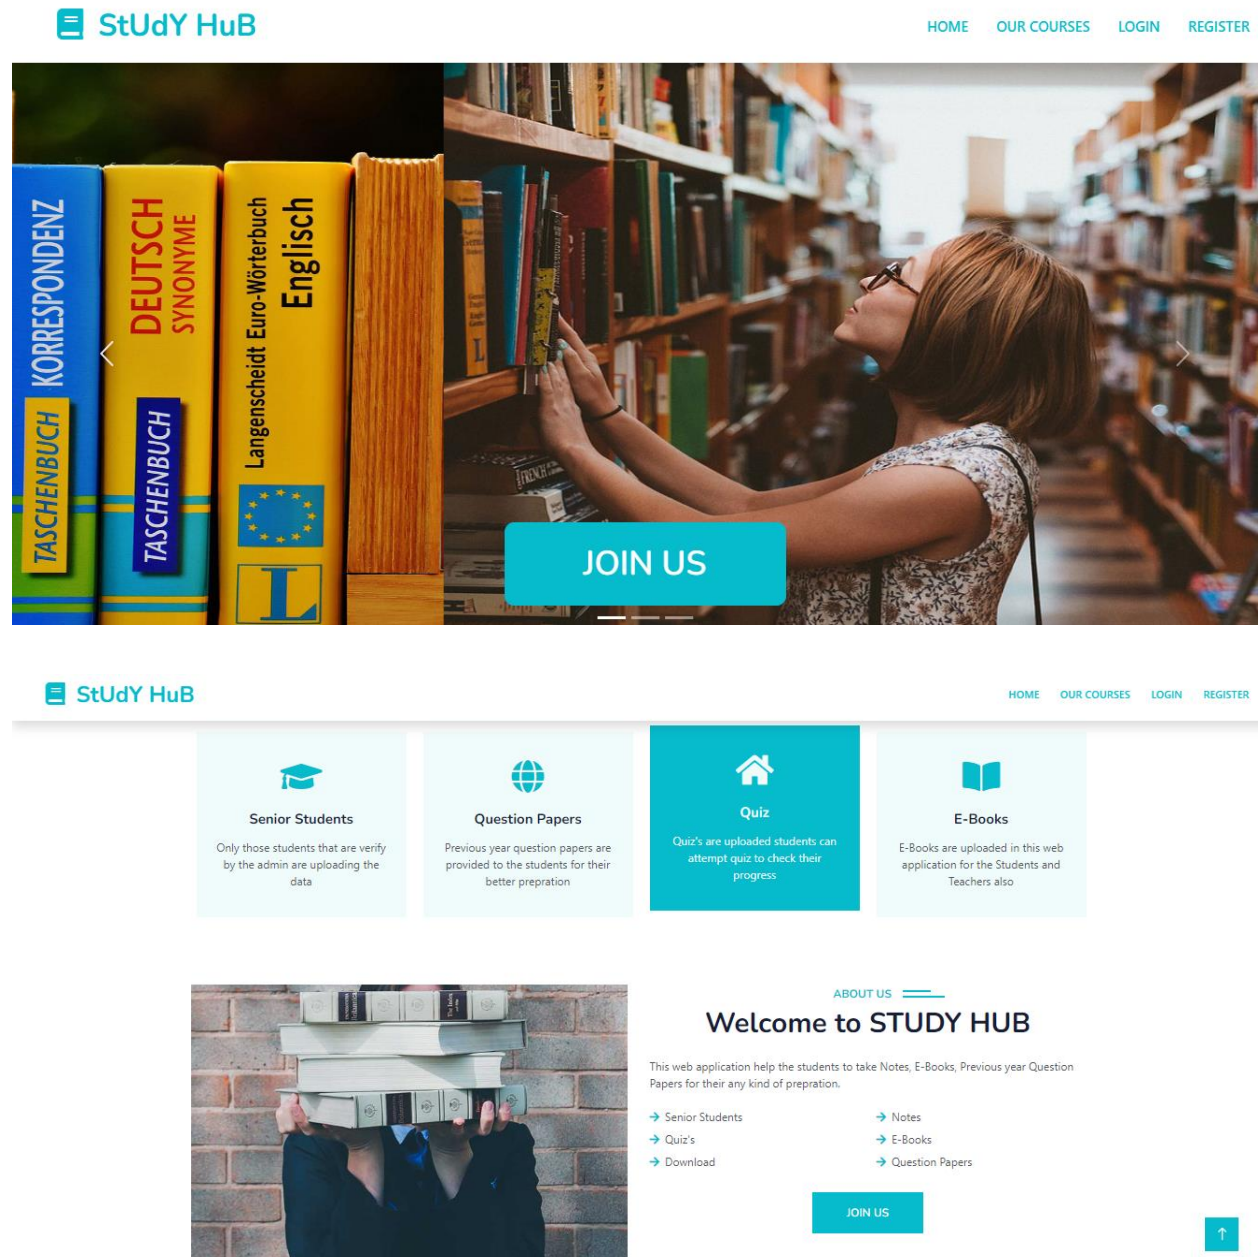 StUdY HuB
HOME OUR COURSES LOGIN REGISTER
KORRESPONDENZ
TASCHENBUCH
DEUTSCH
SYNONYME
TASCHENBUCH
Langenscheidt Euro-Wörterbuch
Englisch
L
FRENCH
JOIN US
StUdY HuB
HOME OUR COURSES LOGIN REGISTER
Senior Students
Only those students that are verify
by the admin are uploading the
data
Question Papers
Previous year question papers are
provided to the students for their
better prepration
Quiz
Quiz's are uploaded students can
attempt quiz to check their
progress
E-Books
E-Books are uploaded in this web
application for the Students and
Teachers also
ABOUT US
Welcome to STUDY HUB
This web application help the students to take Notes, E-Books, Previous year Question
Papers for their any kind of prepration.
Senior Students
Notes
Quiz's
E-Books
Download
Question Papers
JOIN US